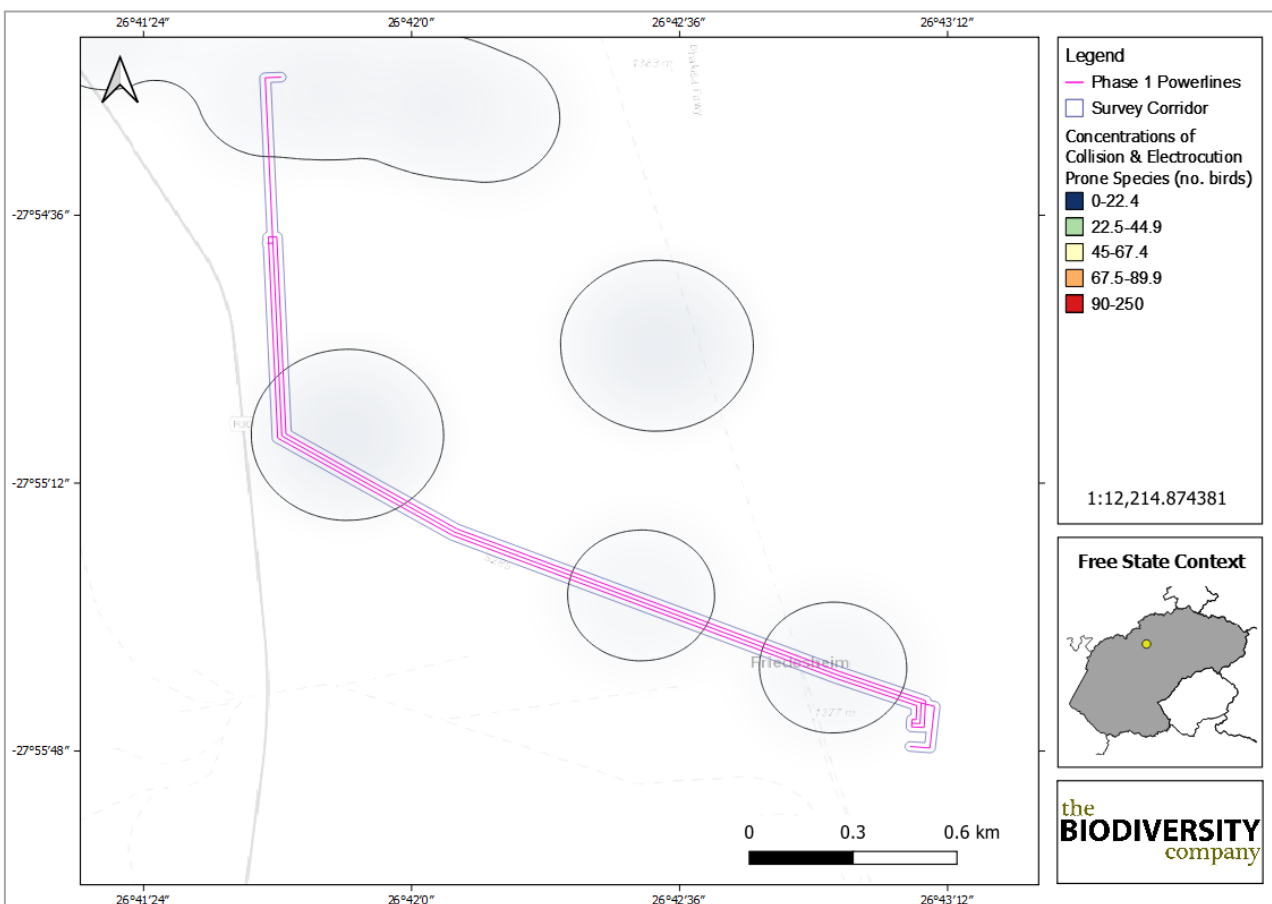 26°41′24″ 26°42′0″ 26°42′36″ 26°43′12″
1383 m
-27°54′36″
-27°55′12″
Friedesheim
1377 m
-27°55′48″
0 0.3 0.6 km
26°41′24″ 26°42′0″ 26°42′36″ 26°43′12″
Legend
Phase 1 Powerlines
Survey Corridor
Concentrations of
Collision & Electrocution
Prone Species (no. birds)
0-22.4
22.5-44.9
45-67.4
67.5-89.9
90-250
1:12,214.874381
Free State Context
the
BIODIVERSITY
company